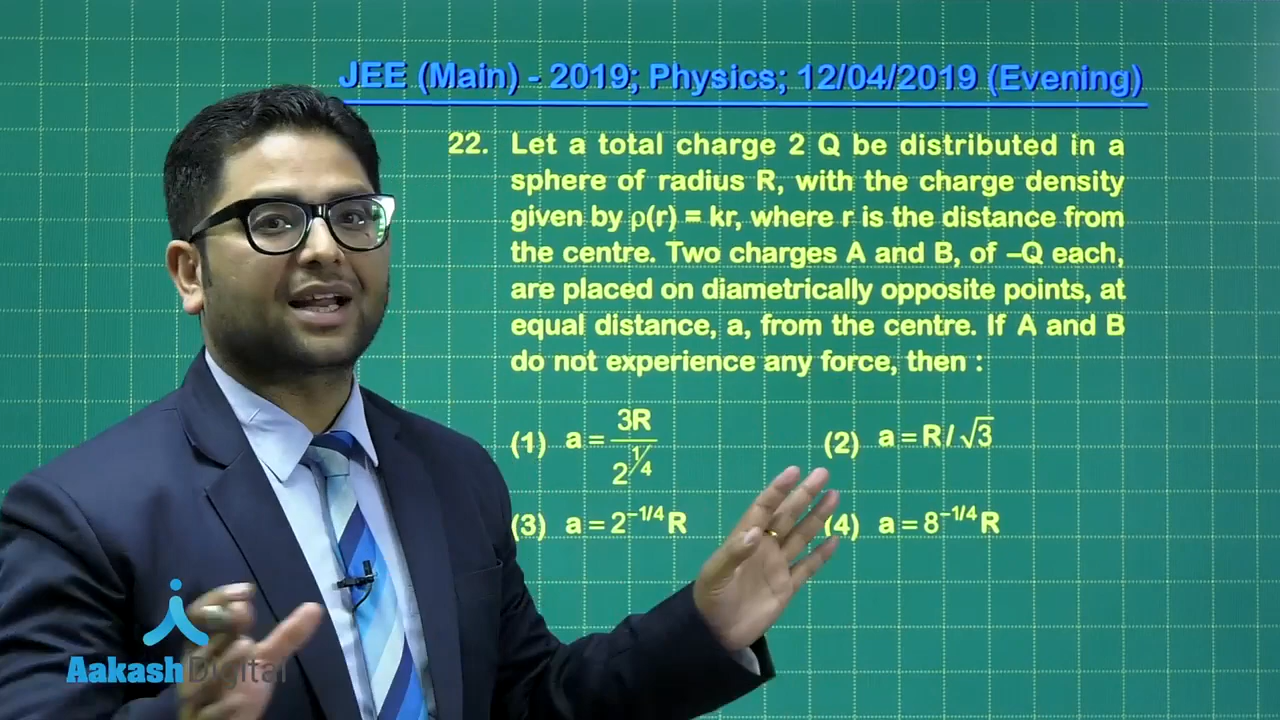 JEE (Main) - 2019; Physics; 12/04/2019 (Evening)
22. Let a total charge 2 Q be distributed in a
sphere of radius R, with the charge density
given by ρ(r) = kr, where r is the distance from
the centre. Two charges A and B, of –Q each,
are placed on diametrically opposite points, at
equal distance, a, from the centre. If A and B
do not experience any force, then :
(1) a = 3R / 2^1/4 (2) a = R / √3
(3) a = 2^–1/4 R (4) a = 8^–1/4 R
Aakash Digital